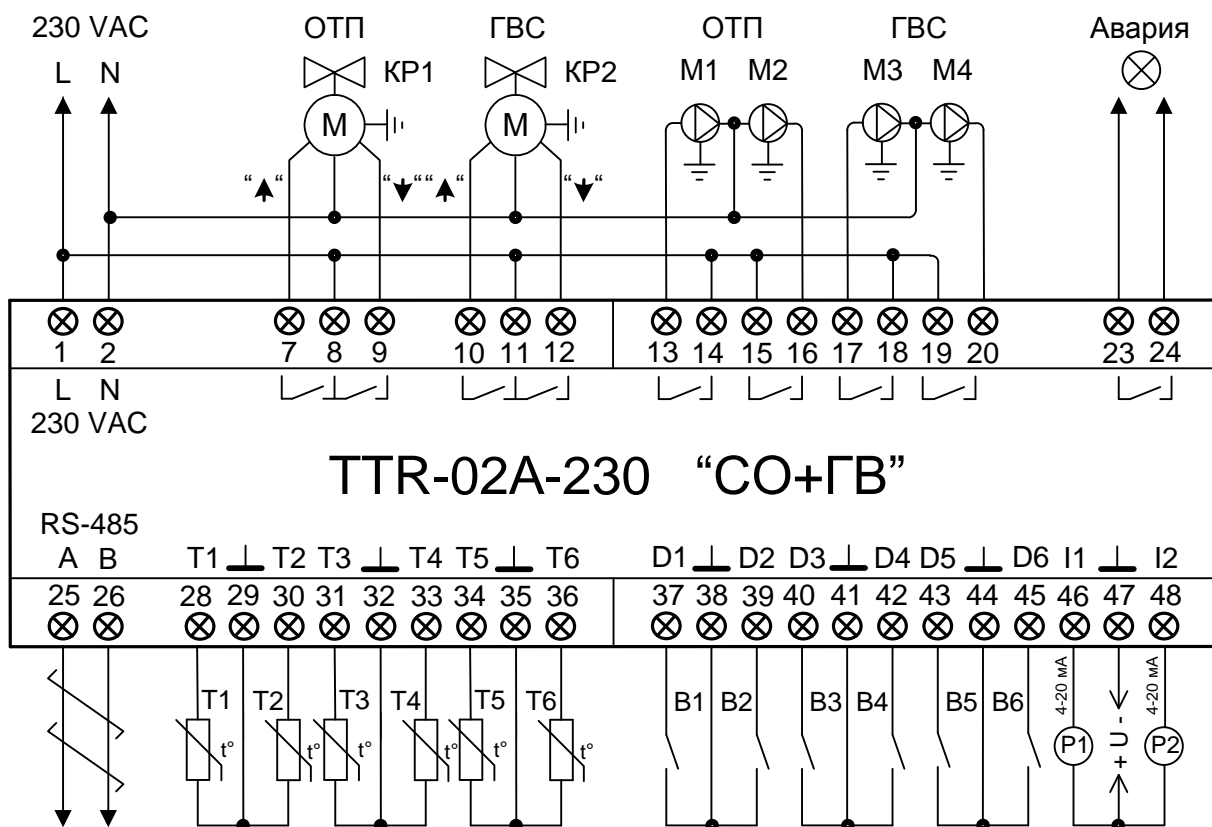 230 VAC ОТП ГВС ОТП ГВС Авария
L N КР1 КР2 М1 М2 М3 М4
М М
“ “ “ “ “ “ “ “
1 2 7 8 9 10 11 12 13 14 15 16 17 18 19 20 23 24
L N
230 VAC
TTR-02A-230 “СО+ГВ”
RS-485
A B T1 T2 T3 T4 T5 T6 D1 D2 D3 D4 D5 D6 I1 I2
25 26 28 29 30 31 32 33 34 35 36 37 38 39 40 41 42 43 44 45 46 47 48
4-20 мА 4-20 мА
T1 T2 T3 T4 T5 T6 B1 B2 B3 B4 B5 B6
t° t° t° t° t° t° P1 + U - P2